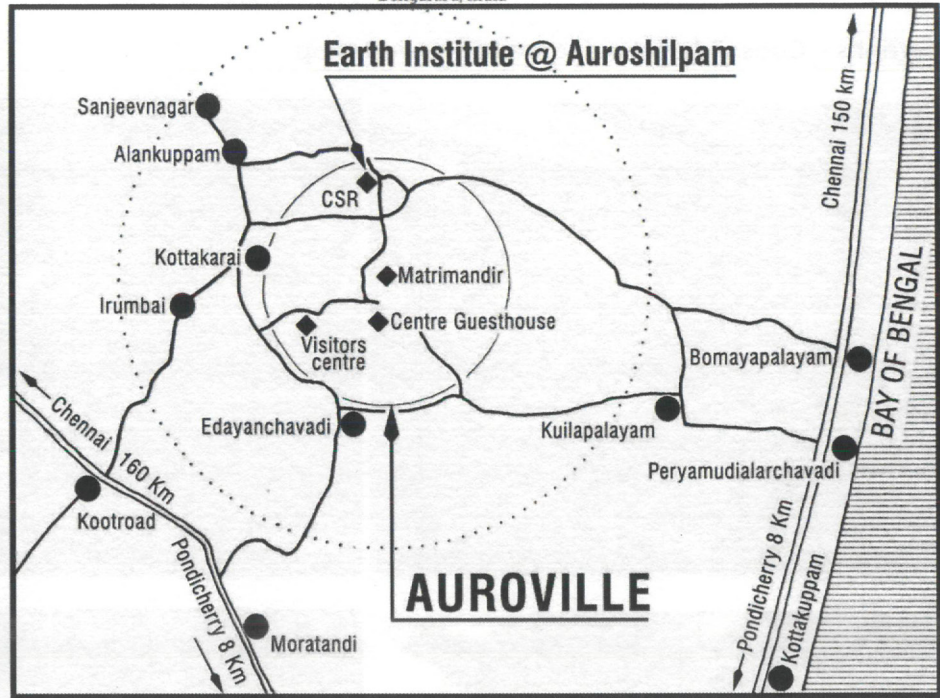 Earth Institute @ Auroshilpam
Chennai 150 km
Sanjeevnagar
Alankuppam
CSR
Kottakarai
Matrimandir
Irumbai
Centre Guesthouse
Visitors
centre
Bomayapalayam
BAY OF BENGAL
Chennai 160 Km
Edayanchavadi
Kuilapalayam
Peryamudialarchavadi
Kootroad
AUROVILLE
Pondicherry 8 Km
Moratandi
Pondicherry 8 Km
Kottakuppam